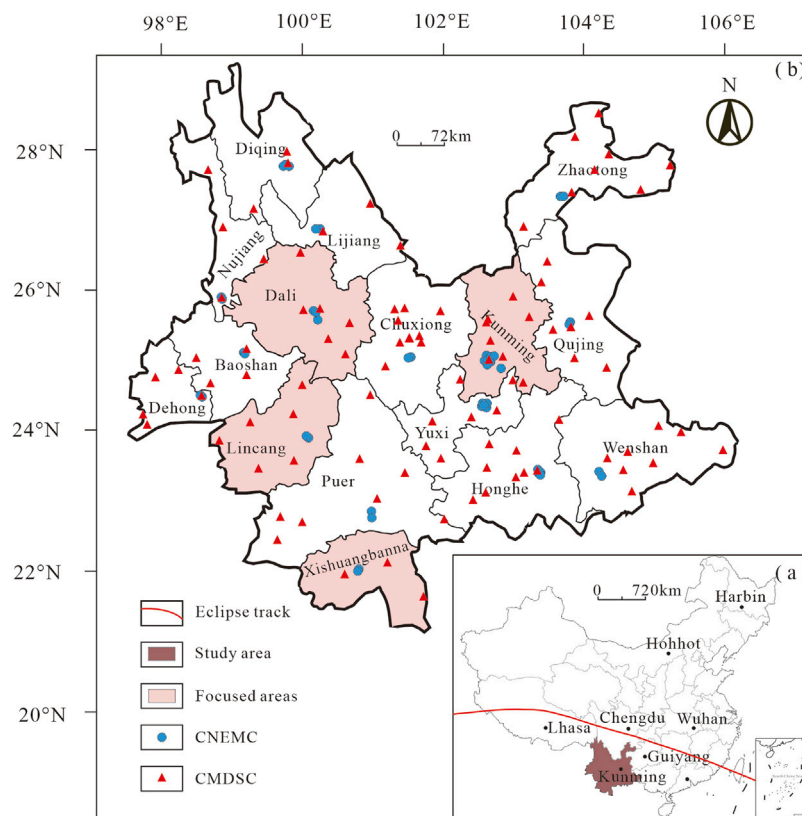 98°E 100°E 102°E 104°E 106°E
( b)
N
0 72km
28°N
26°N
24°N
22°N
20°N
Diqing
Zhaotong
Lijiang
Nujiang
Dali
Chuxiong
Kunming
Qujing
Baoshan
Dehong
Lincang
Yuxi
Wenshan
Puer
Honghe
Xishuangbanna
Eclipse track
Study area
Focused areas
CNEMC
CMDSC
( a
0 720km
Harbin
Hohhot
Lhasa
Chengdu
Wuhan
Guiyang
Kunming